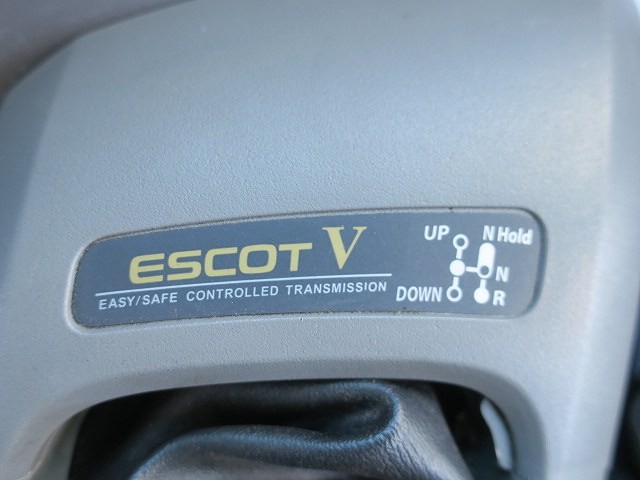 ESCOT V
EASY/SAFE CONTROLLED TRANSMISSION
UP N Hold
N
DOWN R